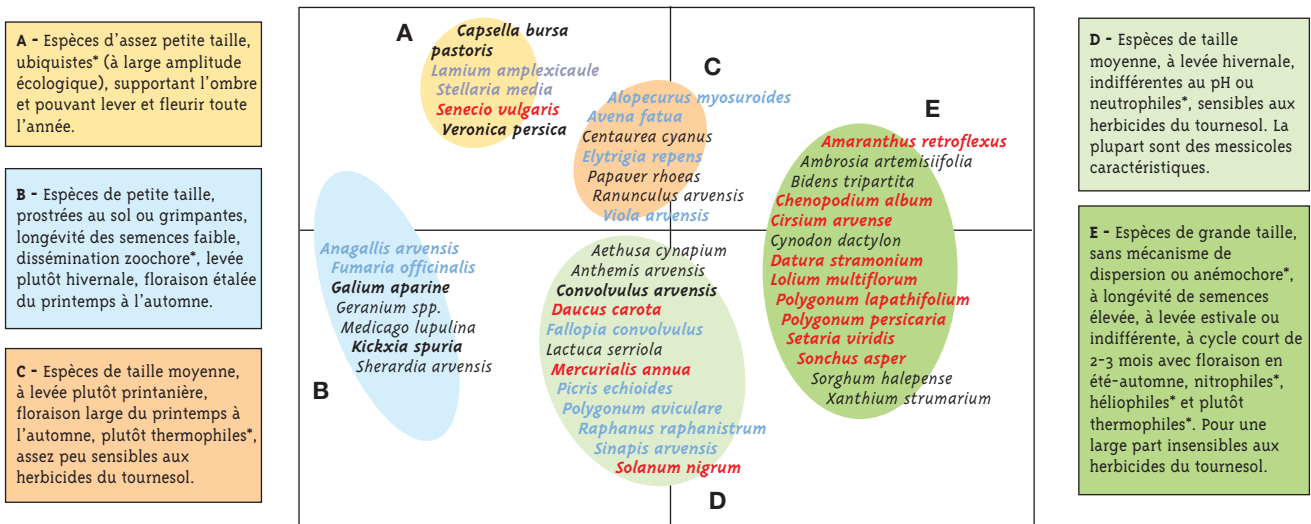 A - Espèces d'assez petite taille,
ubiquistes* (à large amplitude
écologique), supportant l'ombre
et pouvant lever et fleurir toute
l'année.
B - Espèces de petite taille,
prostrées au sol ou grimpantes,
longévité des semences faible,
dissémination zoochore*, levée
plutôt hivernale, floraison étalée
du printemps à l'automne.
C - Espèces de taille moyenne,
à levée plutôt printanière,
floraison large du printemps à
l'automne, plutôt thermophiles*,
assez peu sensibles aux
herbicides du tournesol.
A
Capsella bursa
pastoris
Lamium amplexicaule
Stellaria media
Senecio vulgaris
Veronica persica
C
Alopecurus myosuroides
Avena fatua
Centaurea cyanus
Elytrigia repens
Papaver rhoeas
Ranunculus arvensis
Viola arvensis
E
Amaranthus retroflexus
Ambrosia artemisiifolia
Bidens tripartita
Chenopodium album
Cirsium arvense
Cynodon dactylon
Datura stramonium
Lolium multiflorum
Polygonum lapathifolium
Polygonum persicaria
Setaria viridis
Sonchus asper
Sorghum halepense
Xanthium strumarium
Anagallis arvensis
Fumaria officinalis
Galium aparine
Geranium spp.
Medicago lupulina
Kickxia spuria
Sherardia arvensis
B
Aethusa cynapium
Anthemis arvensis
Convolvulus arvensis
Daucus carota
Fallopia convolvulus
Lactuca serriola
Mercurialis annua
Picris echioides
Polygonum aviculare
Raphanus raphanistrum
Sinapis arvensis
Solanum nigrum
D
D - Espèces de taille
moyenne, à levée hivernale,
indifférentes au pH ou
neutrophiles*, sensibles aux
herbicides du tournesol. La
plupart sont des messicoles
caractéristiques.
E - Espèces de grande taille,
sans mécanisme de
dispersion ou anémochore*,
à longévité de semences
élevée, à levée estivale ou
indifférente, à cycle court de
2-3 mois avec floraison en
été-automne, nitrophiles*,
héliophiles* et plutôt
thermophiles*. Pour une
large part insensibles aux
herbicides du tournesol.